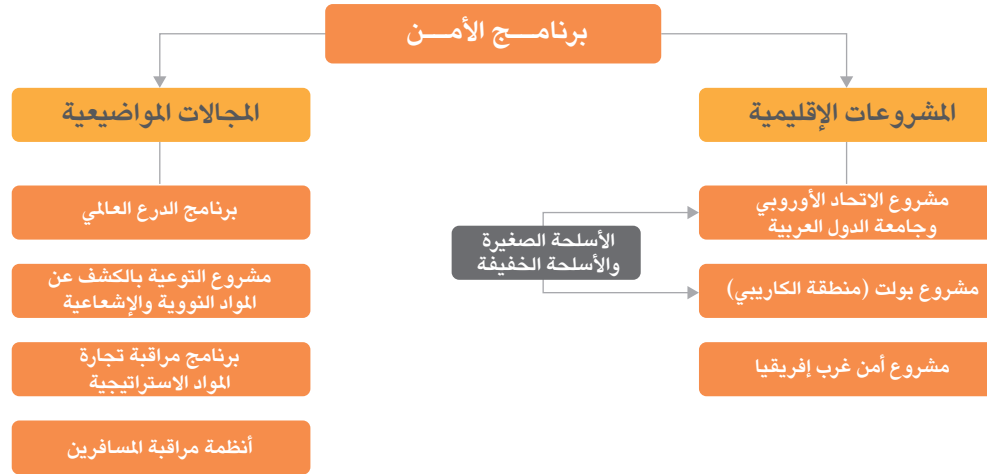 برنامـــج الأمـــن
المشروعات الإقليمية
مشروع الاتحاد الأوروبي
وجامعة الدول العربية
مشروع بولت (منطقة الكاريبي)
مشروع أمن غرب إفريقيا
الأسلحة الصغيرة
والأسلحة الخفيفة
المجالات المواضيعية
برنامج الدرع العالمي
مشروع التوعية بالكشف عن
المواد النووية والإشعاعية
برنامج مراقبة تجارة
المواد الاستراتيجية
أنظمة مراقبة المسافرين